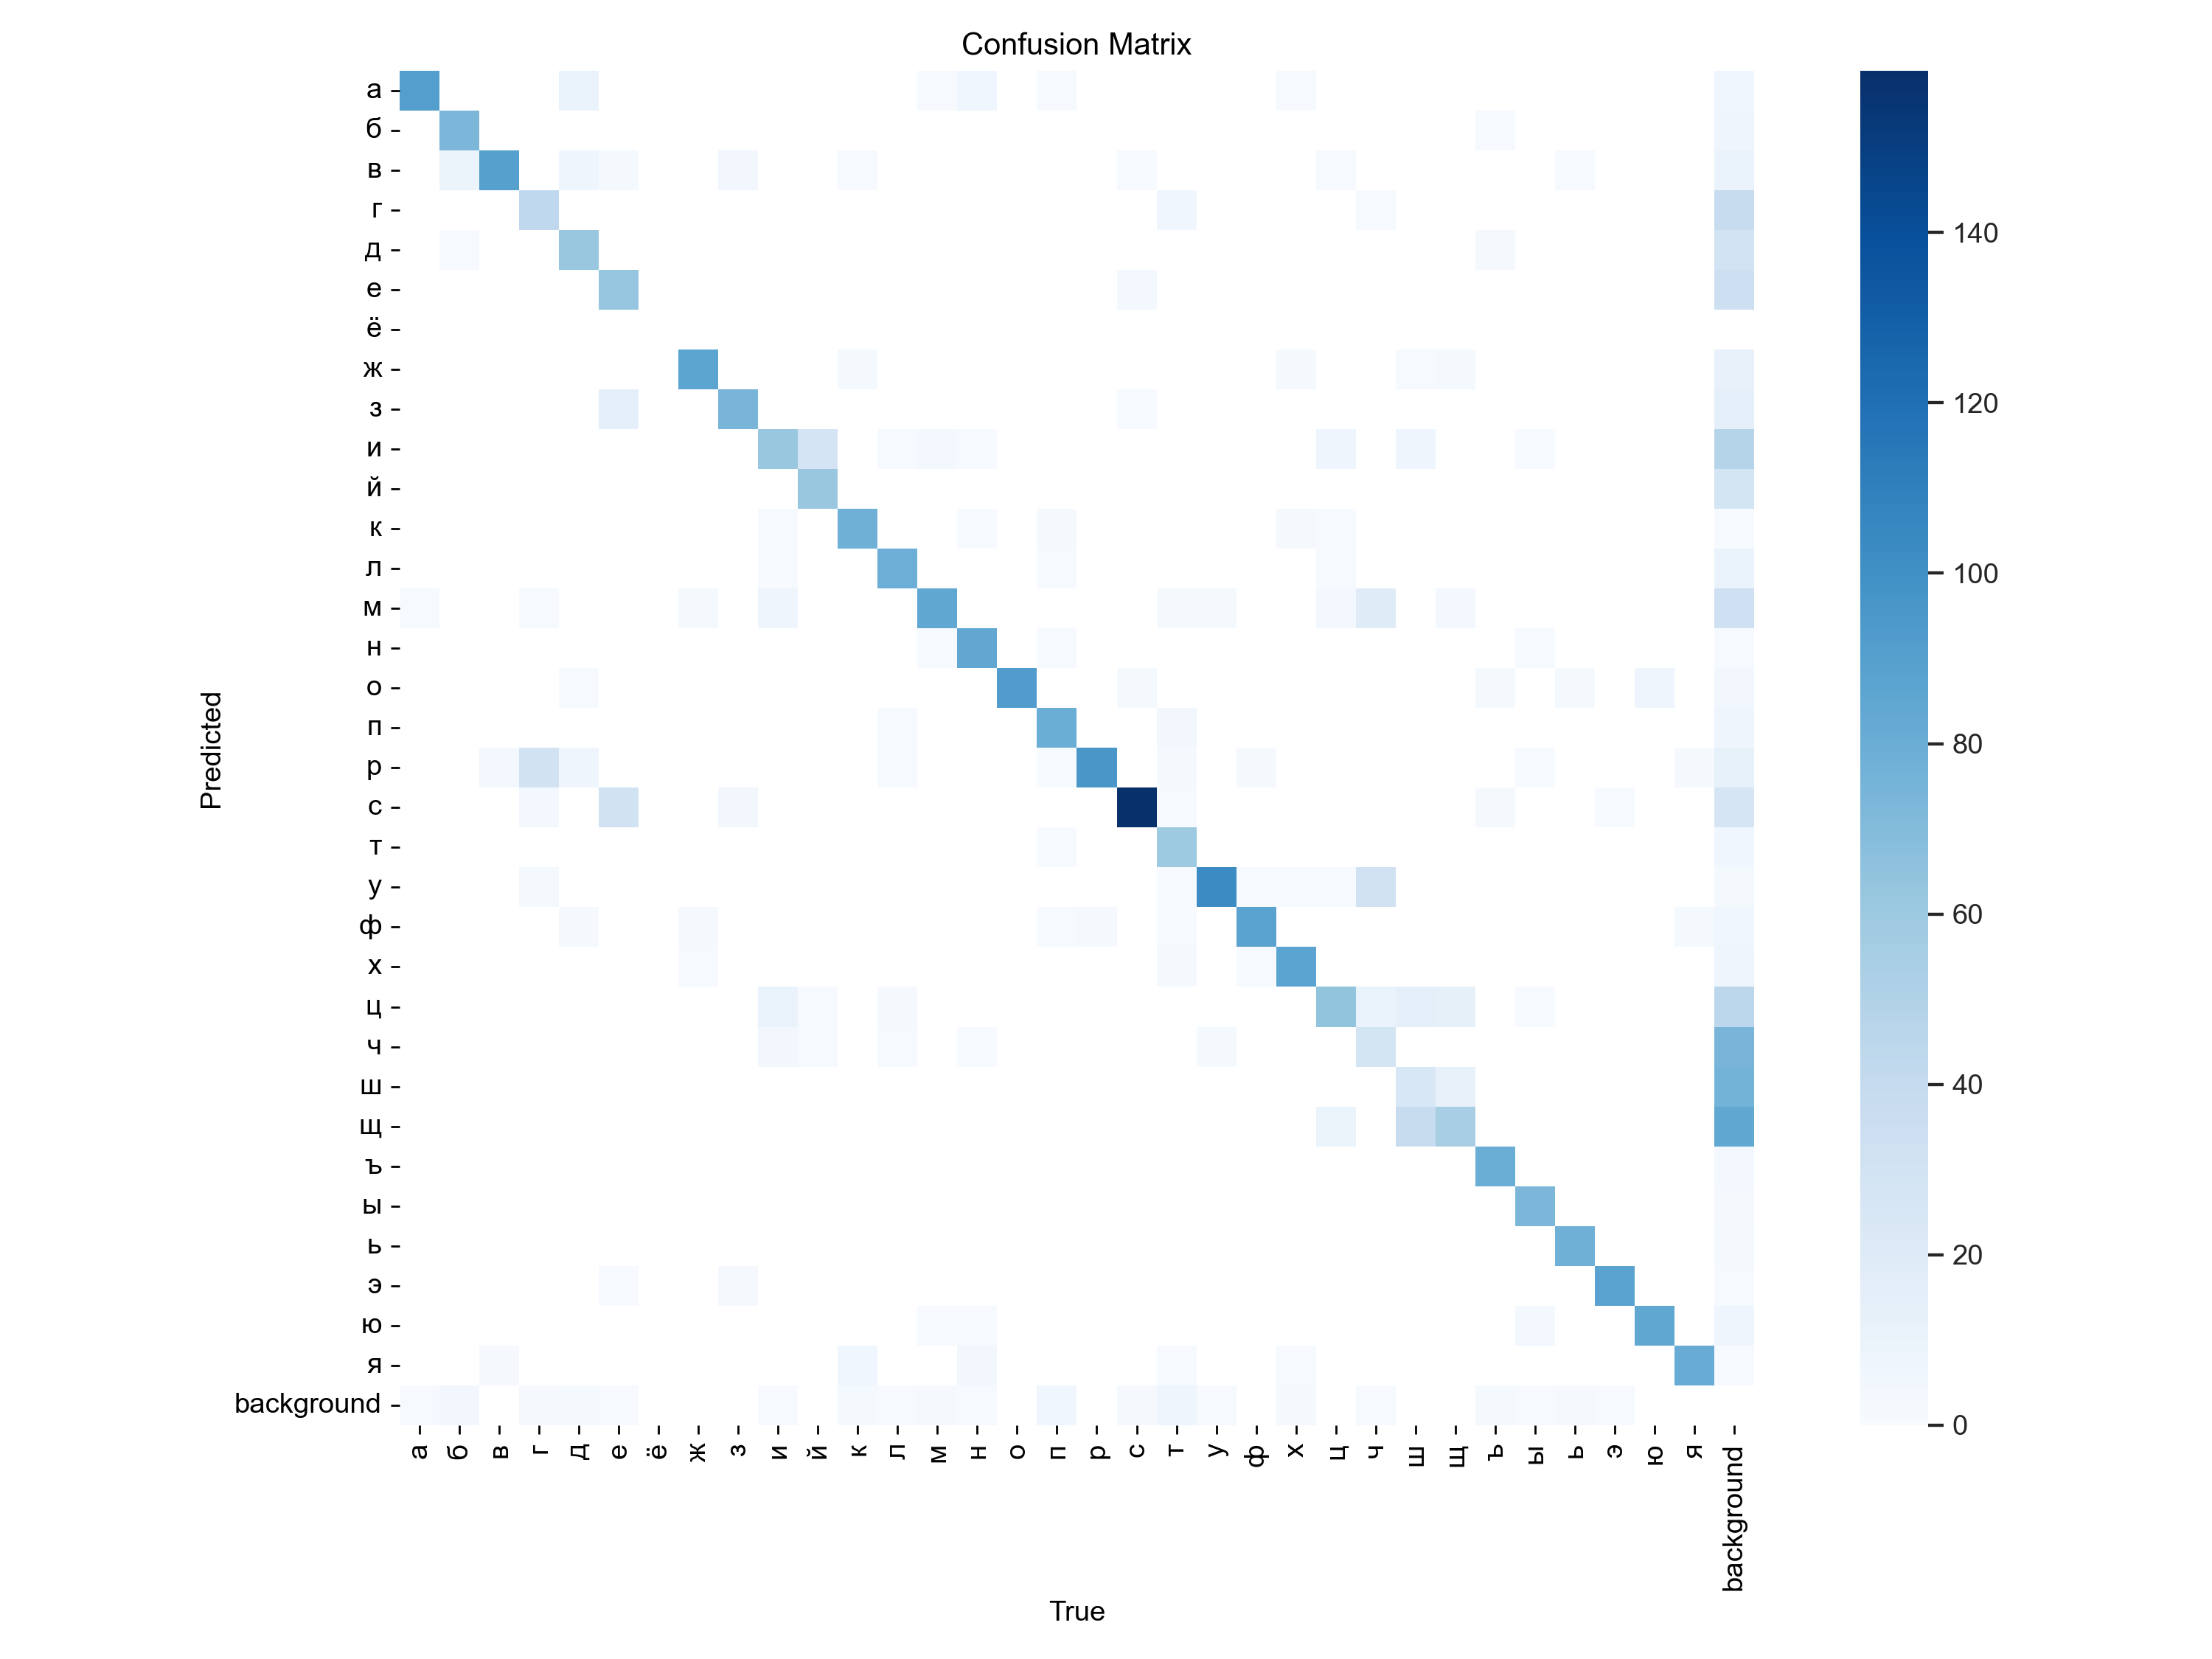 Confusion Matrix
а
б
в
г
д
е
ё
ж
з
и
й
к
л
м
н
о
п
р
с
т
у
ф
х
ц
ч
ш
щ
ъ
ы
ь
э
ю
я
background
Predicted
а б в г д е ё ж з и й к л м н о п р с т у ф х ц ч ш щ ъ ы ь э ю я background
True
140
120
100
80
60
40
20
0